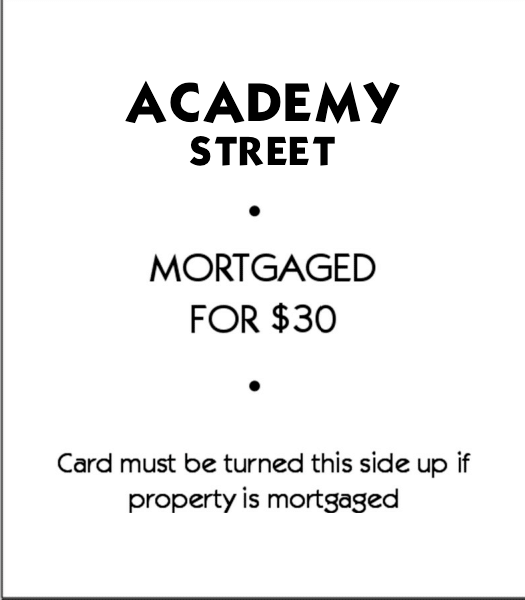 ACADEMY
STREET
•
MORTGAGED
FOR $30
•
Card must be turned this side up if
property is mortgaged